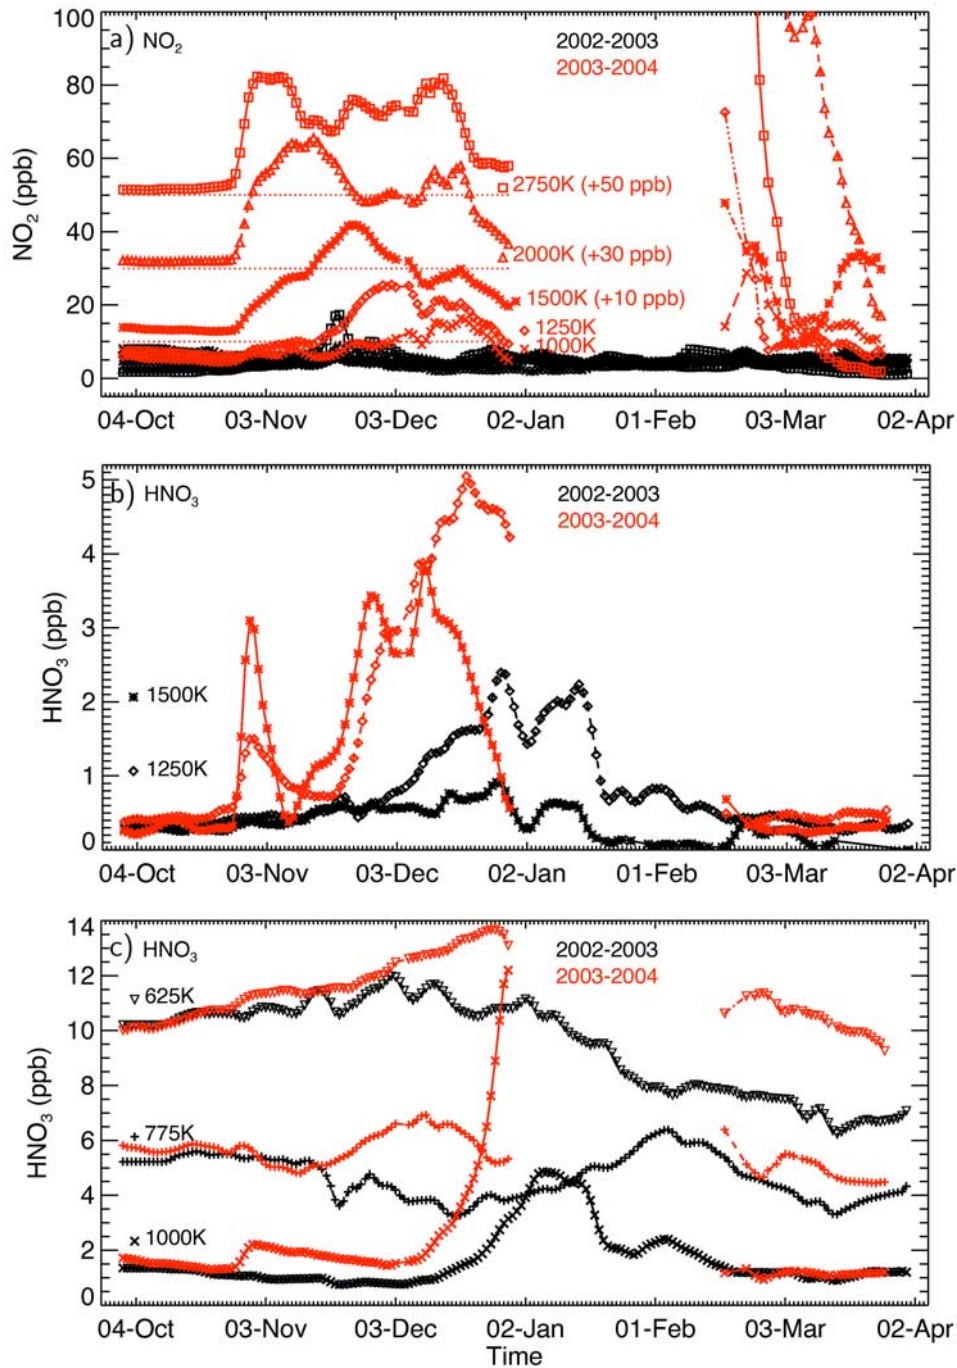 a) NO2
2002-2003
2003-2004
100
80
60
40
20
0
NO2 (ppb)
2750K (+50 ppb)
2000K (+30 ppb)
1500K (+10 ppb)
1250K
1000K
04-Oct 03-Nov 03-Dec 02-Jan 01-Feb 03-Mar 02-Apr
b) HNO3
2002-2003
2003-2004
5
4
3
2
1
0
HNO3 (ppb)
1500K
1250K
04-Oct 03-Nov 03-Dec 02-Jan 01-Feb 03-Mar 02-Apr
c) HNO3
2002-2003
2003-2004
14
12
10
8
6
4
2
0
HNO3 (ppb)
625K
775K
1000K
04-Oct 03-Nov 03-Dec 02-Jan 01-Feb 03-Mar 02-Apr
Time